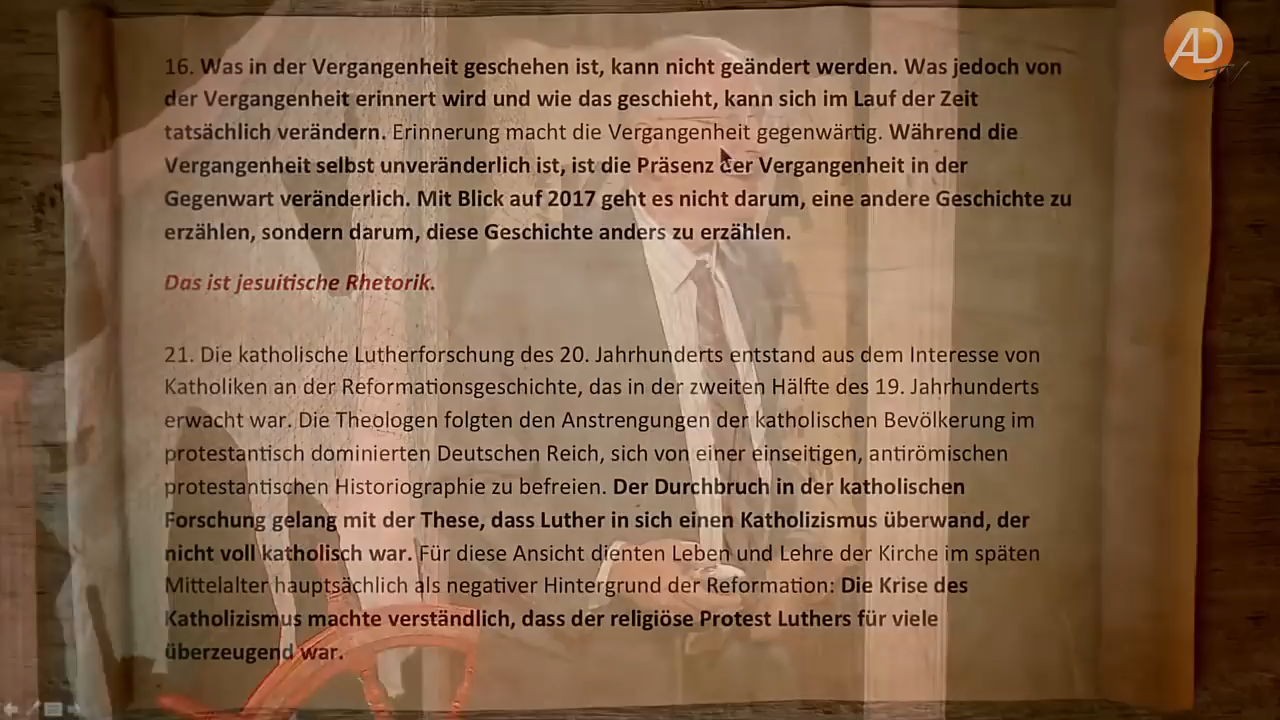 AD
TV
16. Was in der Vergangenheit geschehen ist, kann nicht geändert werden. Was jedoch von
der Vergangenheit erinnert wird und wie das geschieht, kann sich im Lauf der Zeit
tatsächlich verändern. Erinnerung macht die Vergangenheit gegenwärtig. Während die
Vergangenheit selbst unveränderlich ist, ist die Präsenz der Vergangenheit in der
Gegenwart veränderlich. Mit Blick auf 2017 geht es nicht darum, eine andere Geschichte zu
erzählen, sondern darum, diese Geschichte anders zu erzählen.
Das ist jesuitische Rhetorik.
21. Die katholische Lutherforschung des 20. Jahrhunderts entstand aus dem Interesse von
Katholiken an der Reformationsgeschichte, das in der zweiten Hälfte des 19. Jahrhunderts
erwacht war. Die Theologen folgten den Anstrengungen der katholischen Bevölkerung im
protestantisch dominierten Deutschen Reich, sich von einer einseitigen, antirömischen
protestantischen Historiographie zu befreien. Der Durchbruch in der katholischen
Forschung gelang mit der These, dass Luther in sich einen Katholizismus überwand, der
nicht voll katholisch war. Für diese Ansicht dienten Leben und Lehre der Kirche im späten
Mittelalter hauptsächlich als negativer Hintergrund der Reformation: Die Krise des
Katholizismus machte verständlich, dass der religiöse Protest Luthers für viele
überzeugend war.